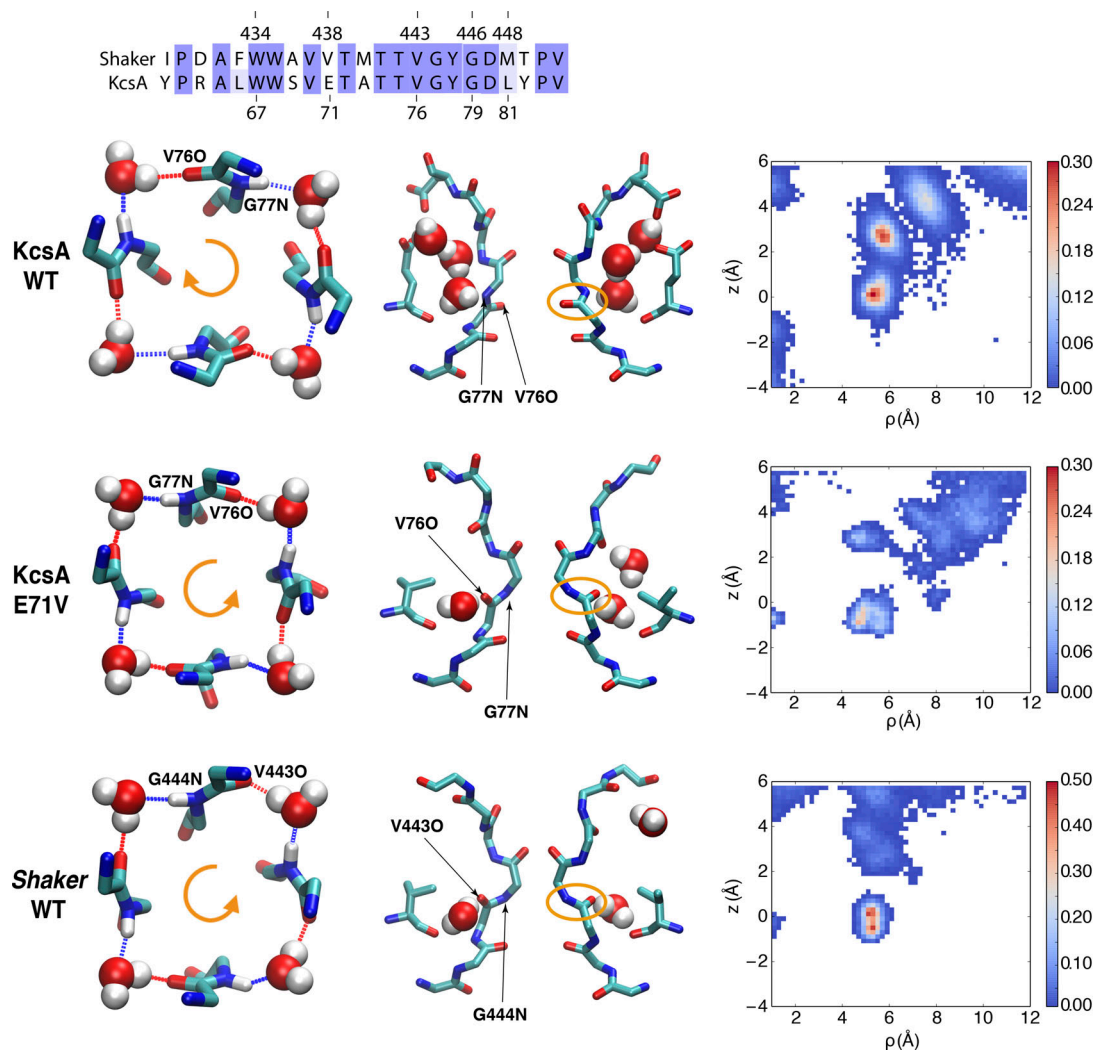 434 438 443 446 448
Shaker I P D A F W W A V V T M T T V G Y G D M T P V
KcsA Y P R A L W W S V E T A T T V G Y G D L Y P V
67 71 76 79 81
KcsA
WT
V76O
G77N
G77N V76O
6
4
2
0
−2
−4
z (Å)
2 4 6 8 10 12
ρ (Å)
0.30
0.24
0.18
0.12
0.06
0.00
KcsA
E71V
G77N
V76O
V76O
G77N
6
4
2
0
−2
−4
z (Å)
2 4 6 8 10 12
ρ (Å)
0.30
0.24
0.18
0.12
0.06
0.00
Shaker
WT
G444N V443O
V443O
G444N
6
4
2
0
−2
−4
z (Å)
2 4 6 8 10 12
ρ (Å)
0.50
0.40
0.30
0.20
0.10
0.00